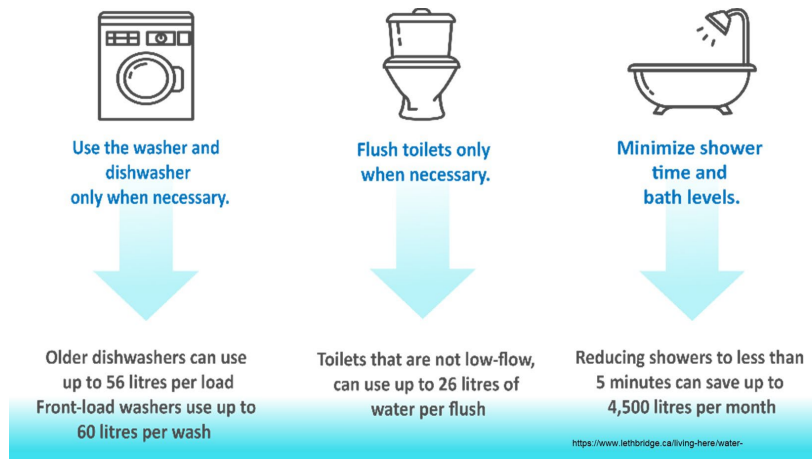 Use the washer and
dishwasher
only when necessary.
Flush toilets only
when necessary.
Minimize shower
time and
bath levels.
Older dishwashers can use
up to 56 litres per load
Front-load washers use up to
60 litres per wash
Toilets that are not low-flow,
can use up to 26 litres of
water per flush
Reducing showers to less than
5 minutes can save up to
4,500 litres per month
https://www.lethbridge.ca/living-here/water-